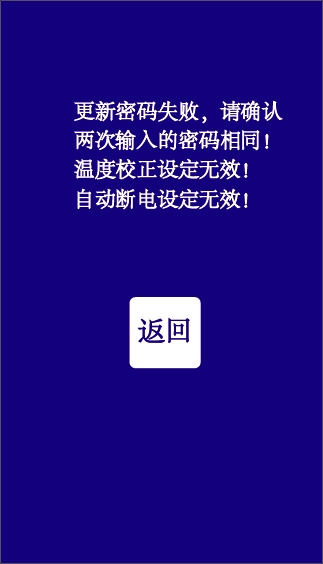 更新密码失败，请确认
两次输入的密码相同！
温度校正设定无效！
自动断电设定无效！
返回